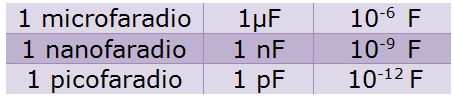 1 microfaradio 1µF 10⁻⁶ F
1 nanofaradio 1 nF 10⁻⁹ F
1 picofaradio 1 pF 10⁻¹² F